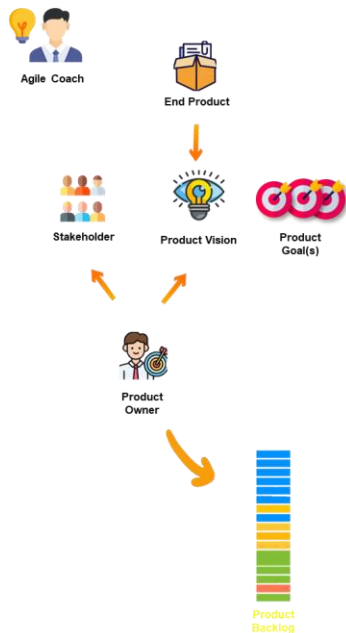 Agile Coach
End Product
Stakeholder
Product Vision
Product
Goal(s)
Product
Owner
Product
Backlog